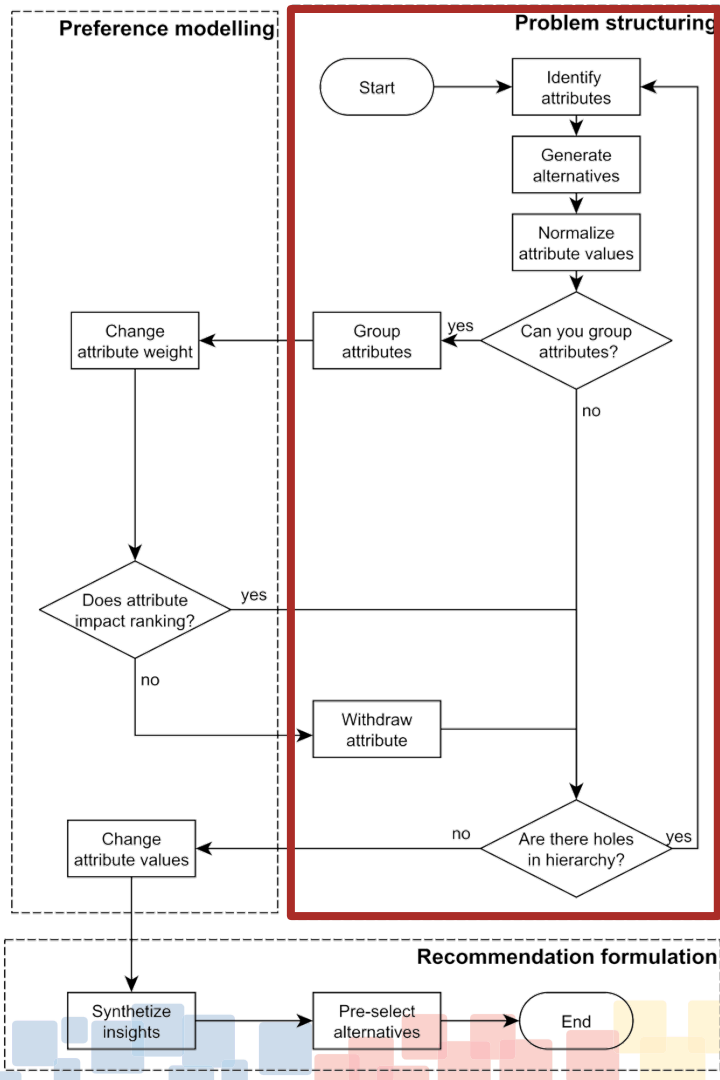 Preference modelling
Problem structuring
Start
Identify
attributes
Generate
alternatives
Normalize
attribute values
Change
attribute weight
Group
attributes
yes
Can you group
attributes?
no
Does attribute
impact ranking?
yes
no
Withdraw
attribute
Change
attribute values
no
Are there holes
in hierarchy?
yes
Recommendation formulation
Synthetize
insights
Pre-select
alternatives
End